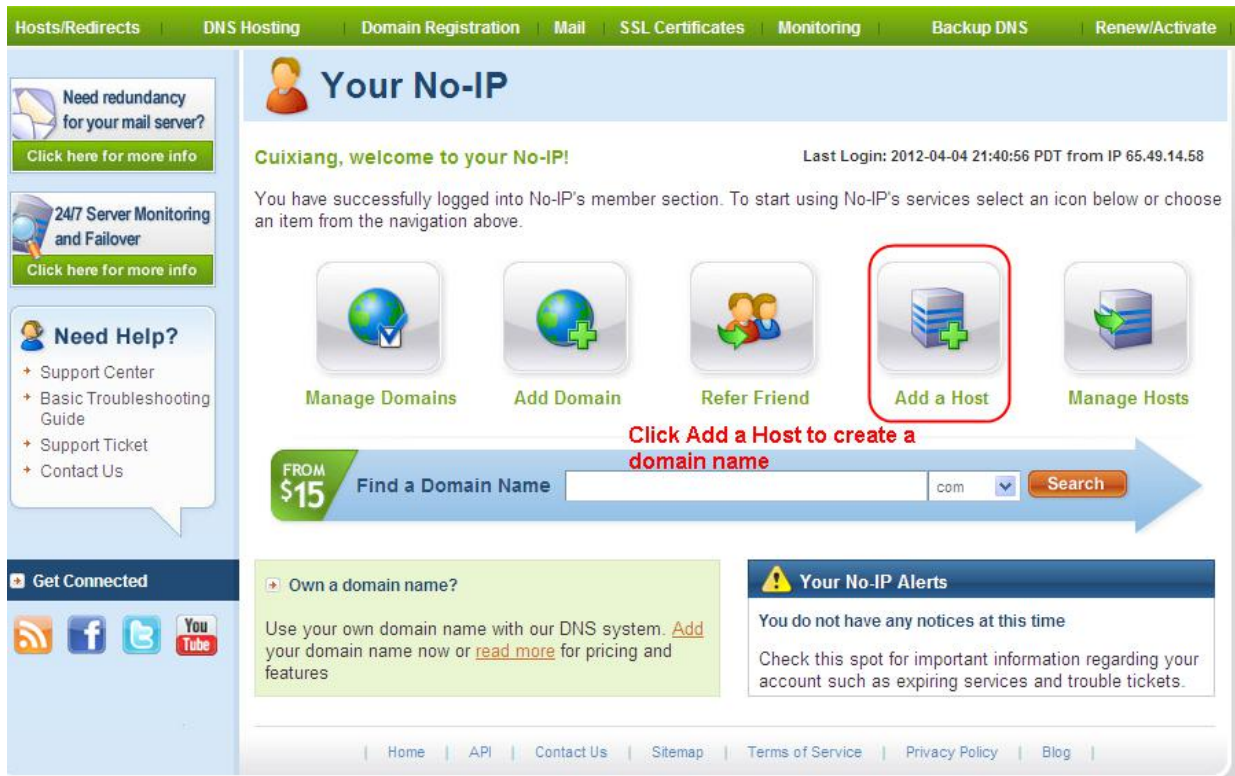 Hosts/Redirects
DNS Hosting
Domain Registration
Mail
SSL Certificates
Monitoring
Backup DNS
Renew/Activate
Need redundancy
for your mail server?
Click here for more info
24/7 Server Monitoring
and Failover
Click here for more info
Need Help?
Support Center
Basic Troubleshooting
Guide
Support Ticket
Contact Us
Get Connected
You
Tube
Your No-IP
Cuixiang, welcome to your No-IP!
Last Login: 2012-04-04 21:40:56 PDT from IP 65.49.14.58
You have successfully logged into No-IP's member section. To start using No-IP's services select an icon below or choose
an item from the navigation above.
Manage Domains
Add Domain
Refer Friend
Add a Host
Manage Hosts
Click Add a Host to create a
domain name
FROM
$15
Find a Domain Name
com
Search
Own a domain name?
Use your own domain name with our DNS system. Add
your domain name now or read more for pricing and
features
Your No-IP Alerts
You do not have any notices at this time
Check this spot for important information regarding your
account such as expiring services and trouble tickets.
| Home | API | Contact Us | Sitemap | Terms of Service | Privacy Policy | Blog |